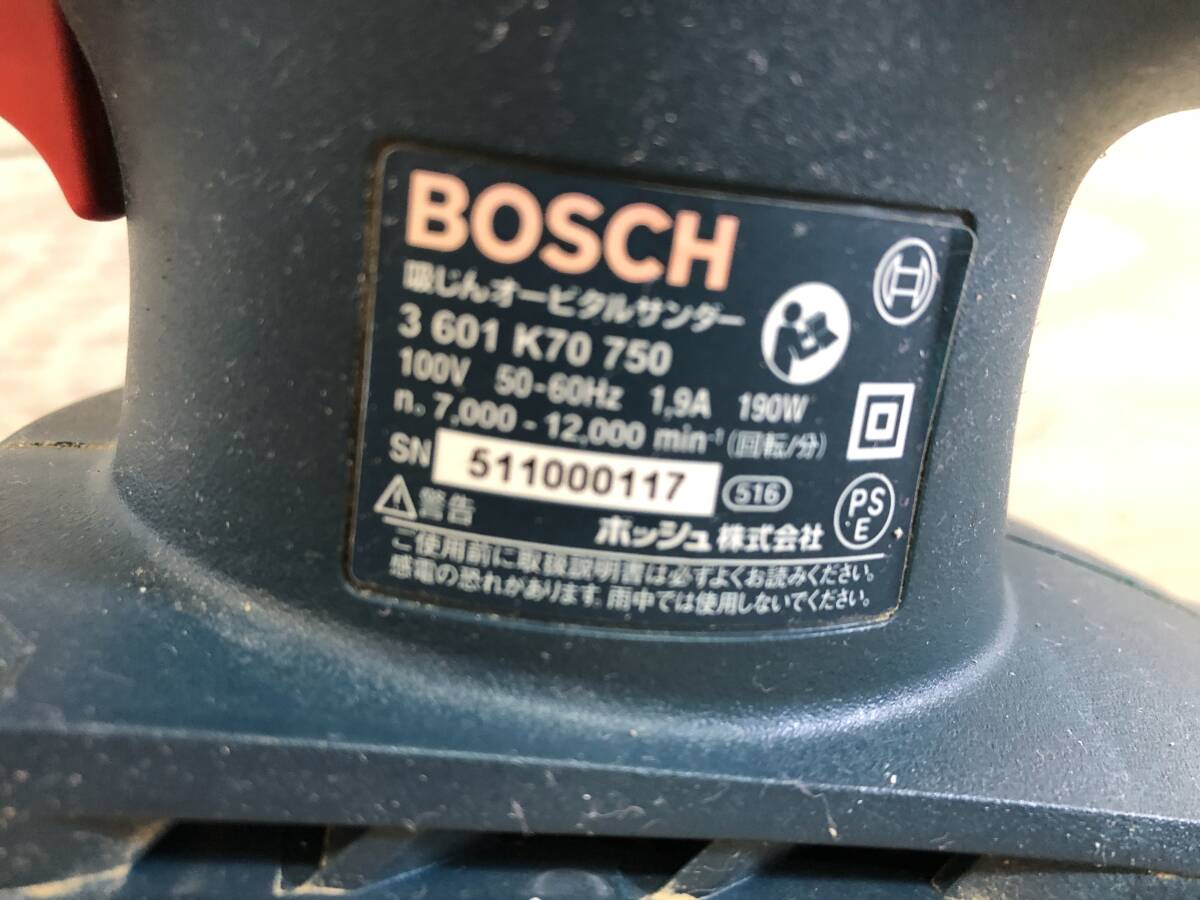 BOSCH
吸じんオービタルサンダー
3 601 K70 750
100V 50-60Hz 1,9A 190W
n. 7,000 - 12,000 min⁻¹ (回転/分)
SN 511000117 516
警告 ボッシュ株式会社
PS
E
ご使用前に取扱説明書は必ずよくお読みください。
感電の恐れがあります。雨中では使用しないでください。